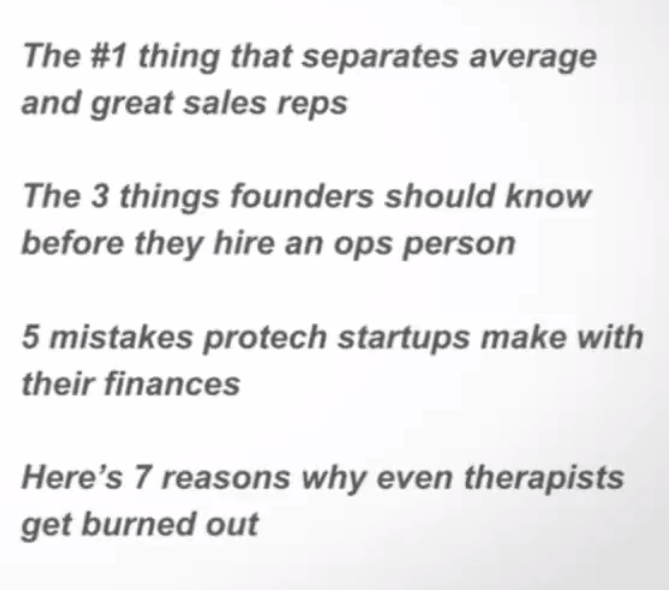 The #1 thing that separates average
and great sales reps
The 3 things founders should know
before they hire an ops person
5 mistakes protech startups make with
their finances
Here’s 7 reasons why even therapists
get burned out